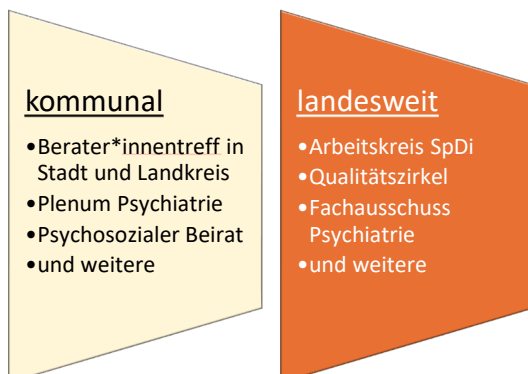 kommunal
•Berater*innentreff in
Stadt und Landkreis
•Plenum Psychiatrie
•Psychosozialer Beirat
•und weitere
landesweit
•Arbeitskreis SpDi
•Qualitätszirkel
•Fachausschuss
Psychiatrie
•und weitere